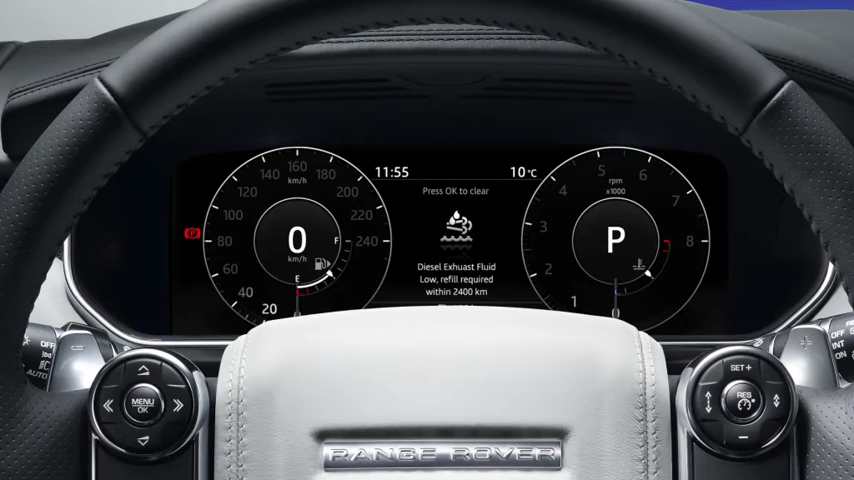 11:55
10°C
Press OK to clear
Diesel Exhuast Fluid
Low, refill required
within 2400 km
20
40
60
80
100
120
140
160
180
200
220
240
km/h
0
km/h
F
E
P
1
2
3
4
5
6
7
8
rpm
x1000
P
OFF
AUTO
MENU
OK
SET+
RES
OFF
INT
ON
RANGE ROVER